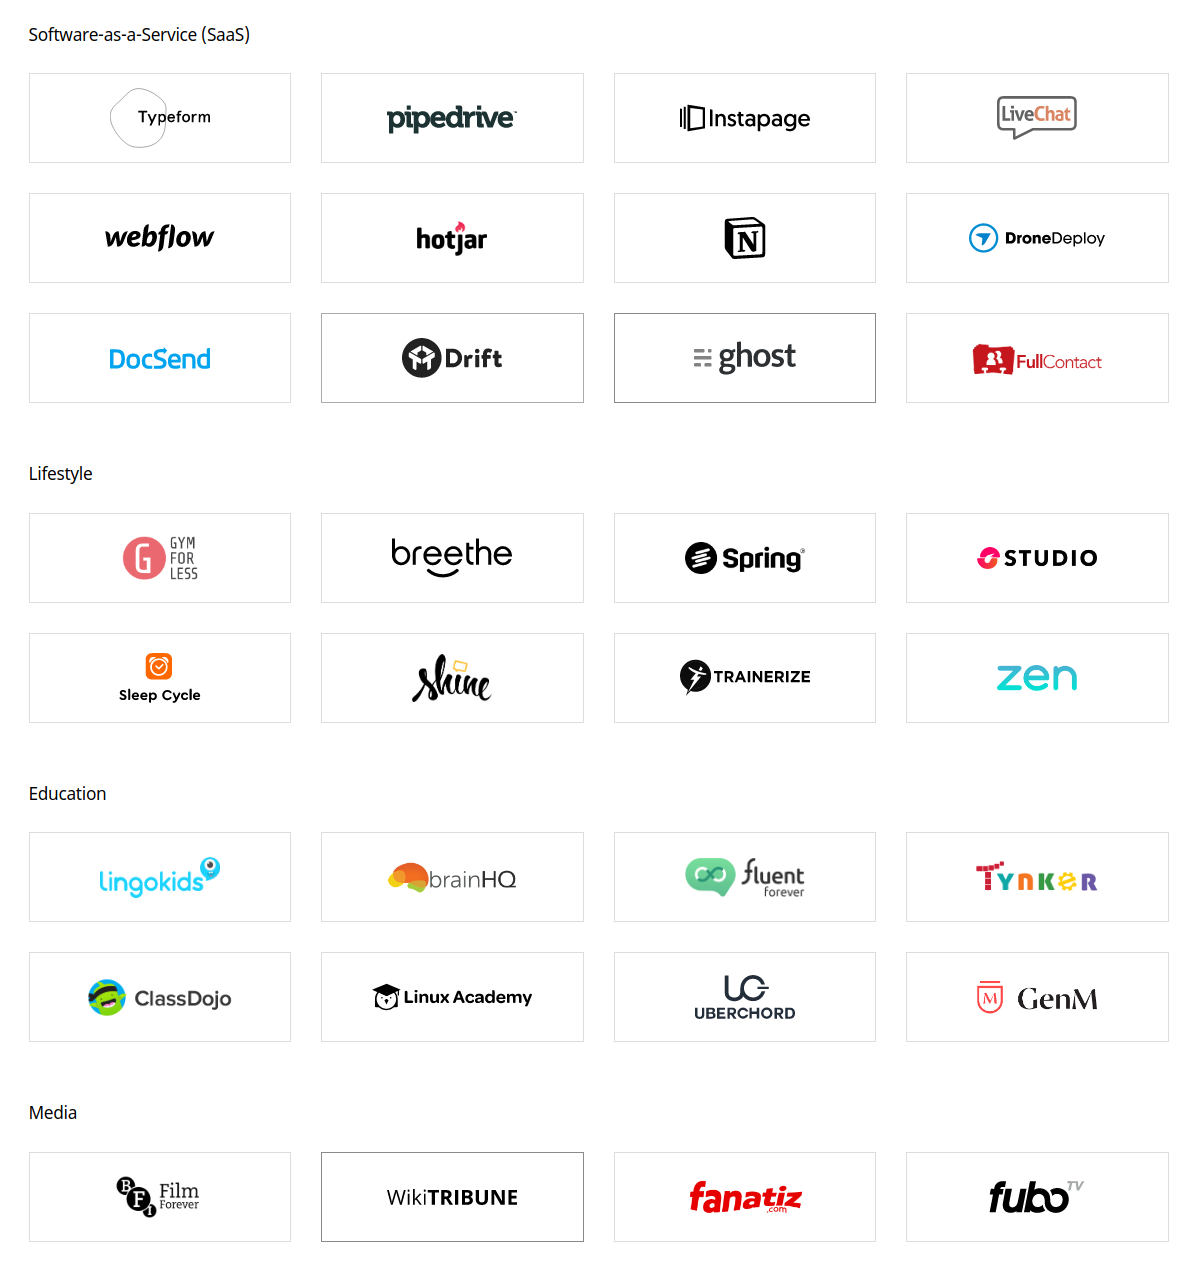 Software-as-a-Service (SaaS)
Typeform
pipedrive™
Instapage
LiveChat
webflow
hotjar
N
DroneDeploy
DocSend
Drift
ghost
FullContact
Lifestyle
G GYM
FOR
LESS
breethe
Spring®
STUDIO
Sleep Cycle
shine
TRAINERIZE
zen
Education
lingokids
brainHQ
fluent
forever
TYNKER
ClassDojo
Linux Academy
UC
UBERCHORD
M GenM
Media
BFI Film
Forever
WikiTRIBUNE
fanatiz
.com
fubo TV